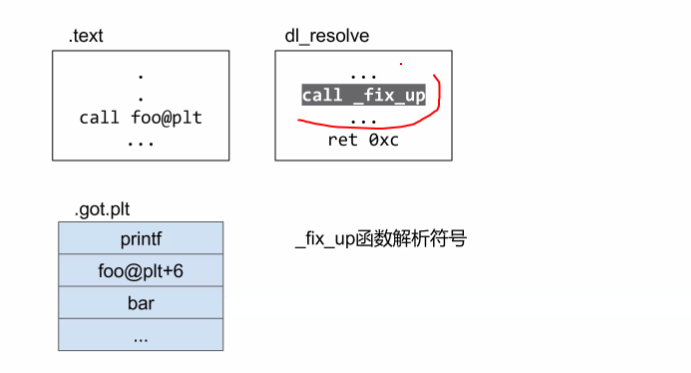 .text
.
.
call foo@plt
...
dl_resolve
...
call _fix_up
...
ret 0xc
.got.plt
printf
foo@plt+6
bar
...
_fix_up函数解析符号